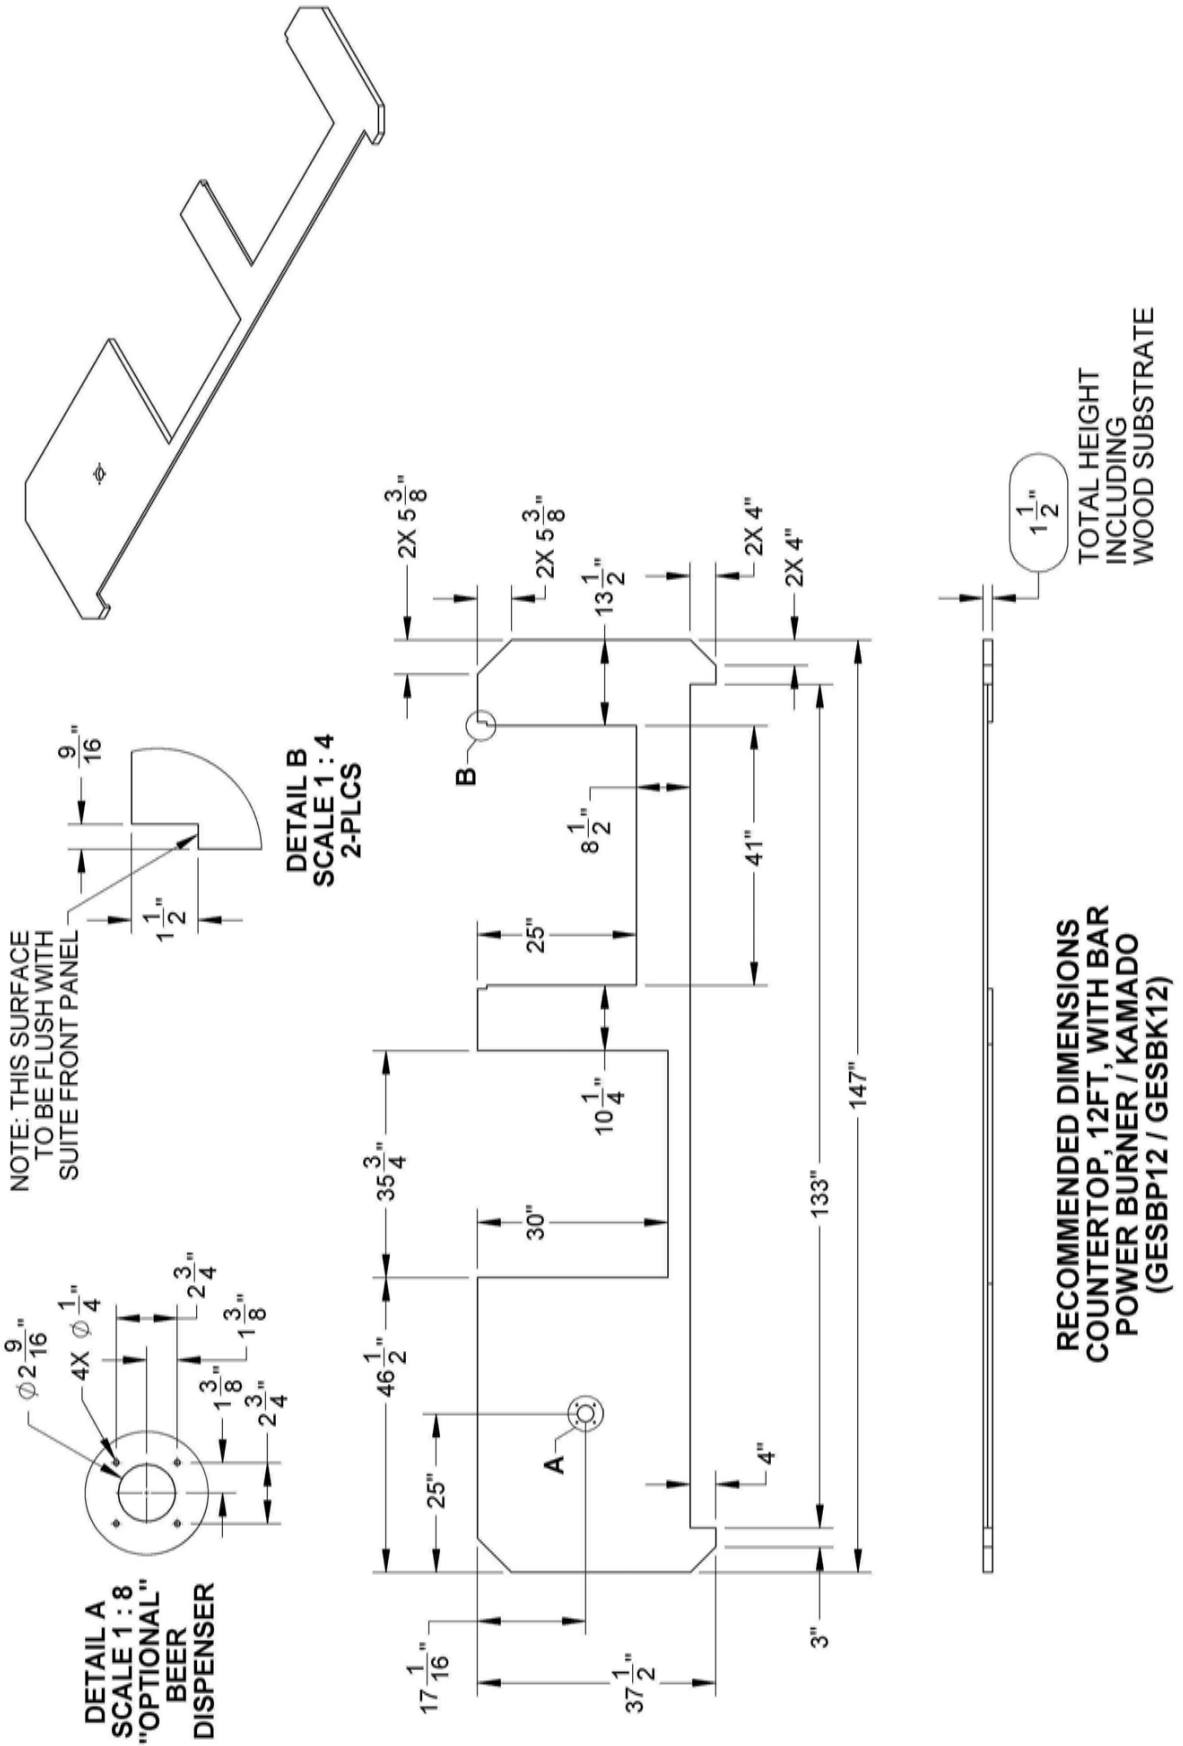 NOTE: THIS SURFACE
TO BE FLUSH WITH
SUITE FRONT PANEL
9/16"
1 1/2"
DETAIL B
SCALE 1 : 4
2-PLCS
∅2 9/16"
4X ∅ 1/4"
2 3/4"
1 3/8"
1 3/8"
2 3/4"
DETAIL A
SCALE 1 : 8
"OPTIONAL"
BEER
DISPENSER
2X 5 3/8"
2X 5 3/8"
13 1/2"
2X 4"
2X 4"
B
8 1/2"
41"
25"
35 3/4"
10 1/4"
30"
46 1/2"
25"
A
4"
133"
147"
3"
17 1/16"
37 1/2"
1 1/2"
TOTAL HEIGHT
INCLUDING
WOOD SUBSTRATE
RECOMMENDED DIMENSIONS
COUNTERTOP, 12FT, WITH BAR
POWER BURNER / KAMADO
(GESBP12 / GESBK12)